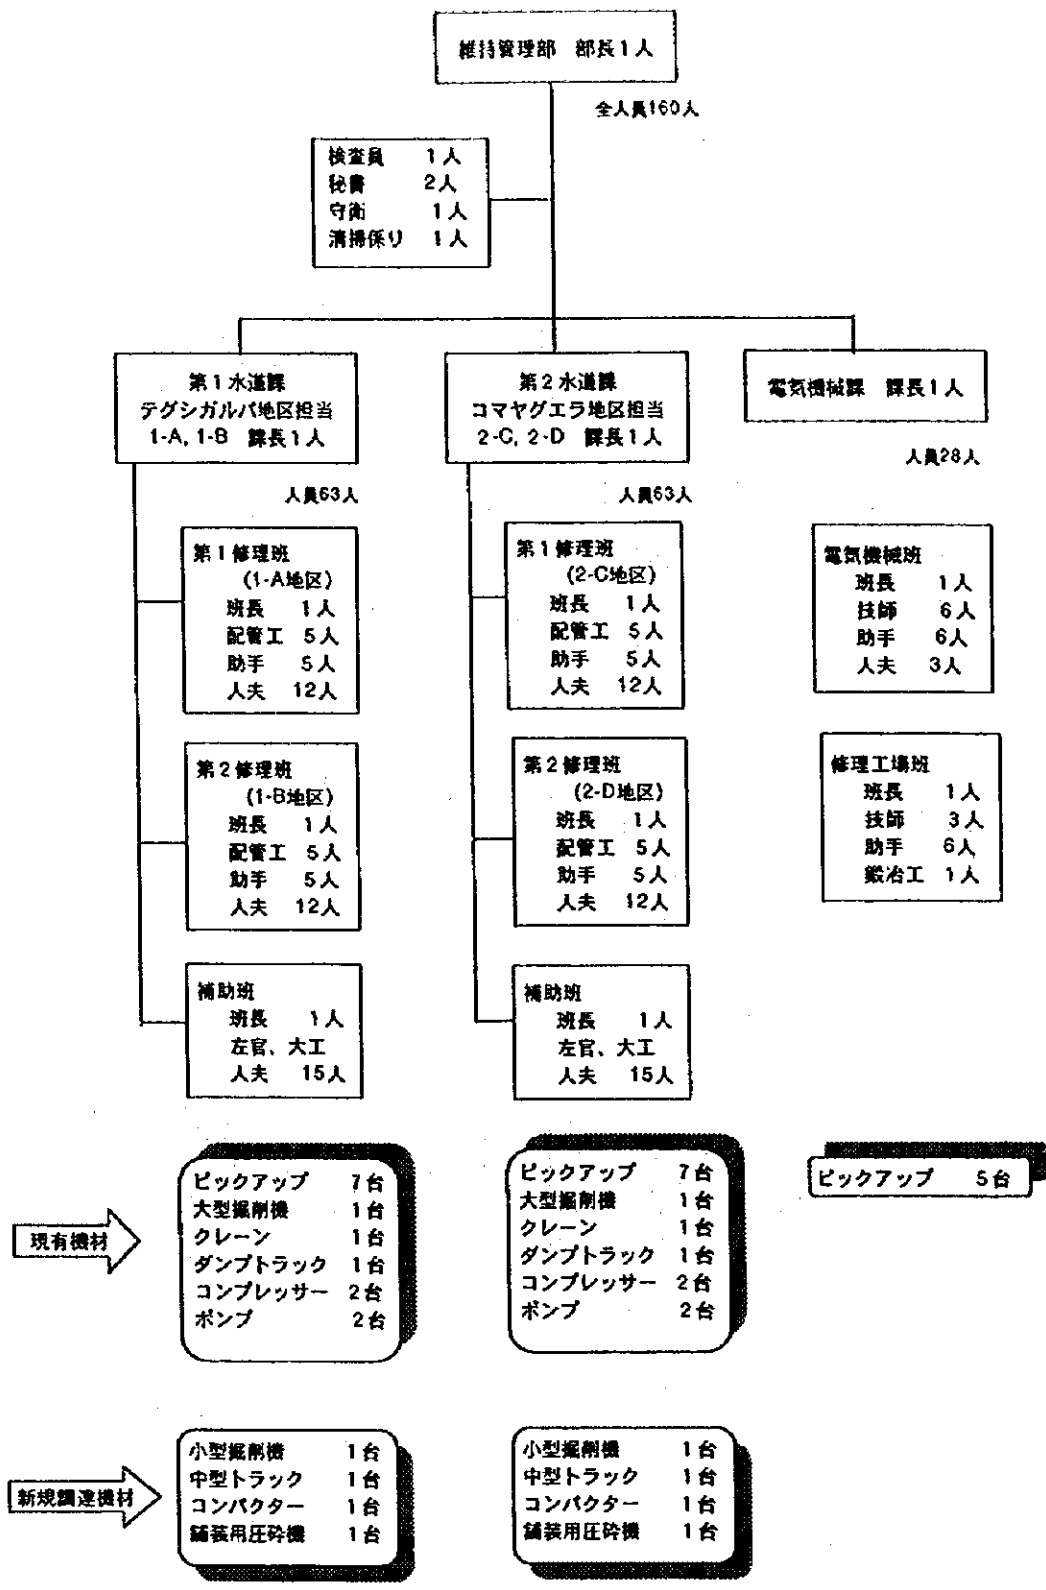 維持管理部 部長1人
全人員160人
検査員 1人
秘書 2人
守衛 1人
清掃係り 1人
第1水道課
テグシガルパ地区担当
1-A, 1-B 課長1人
人員63人
第1修理班
(1-A地区)
班長 1人
配管工 5人
助手 5人
人夫 12人
第2修理班
(1-B地区)
班長 1人
配管工 5人
助手 5人
人夫 12人
補助班
班長 1人
左官、大工
人夫 15人
第2水道課
コマヤグエラ地区担当
2-C, 2-D 課長1人
人員63人
第1修理班
(2-C地区)
班長 1人
配管工 5人
助手 5人
人夫 12人
第2修理班
(2-D地区)
班長 1人
配管工 5人
助手 5人
人夫 12人
補助班
班長 1人
左官、大工
人夫 15人
電気機械課 課長1人
人員28人
電気機械班
班長 1人
技師 6人
助手 6人
人夫 3人
修理工場班
班長 1人
技師 3人
助手 6人
鍛冶工 1人
現有機材
ピックアップ 7台
大型掘削機 1台
クレーン 1台
ダンプトラック 1台
コンプレッサー 2台
ポンプ 2台
ピックアップ 7台
大型掘削機 1台
クレーン 1台
ダンプトラック 1台
コンプレッサー 2台
ポンプ 2台
ピックアップ 5台
新規調達機材
小型掘削機 1台
中型トラック 1台
コンパクター 1台
舗装用圧砕機 1台
小型掘削機 1台
中型トラック 1台
コンパクター 1台
舗装用圧砕機 1台